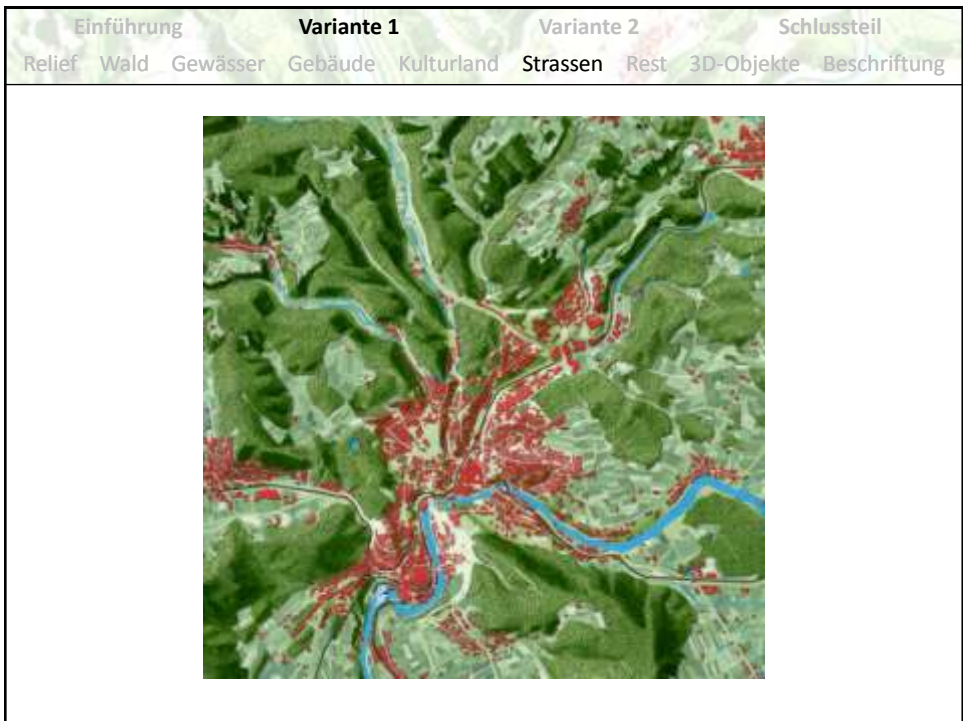 Einführung Variante 1 Variante 2 Schlussteil
Relief Wald Gewässer Gebäude Kulturland Strassen Rest 3D-Objekte Beschriftung